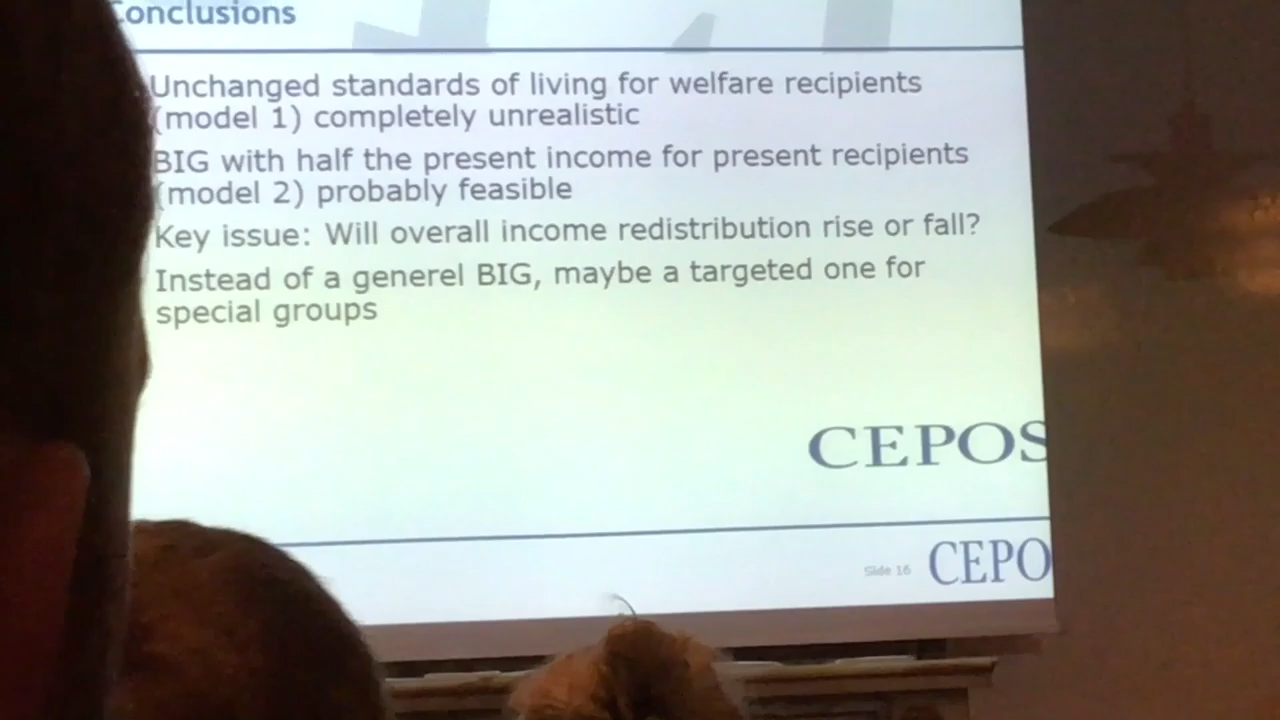 Conclusions
Unchanged standards of living for welfare recipients
(model 1) completely unrealistic
BIG with half the present income for present recipients
(model 2) probably feasible
Key issue: Will overall income redistribution rise or fall?
Instead of a generel BIG, maybe a targeted one for
special groups
CEPOS
Side 16
CEPO